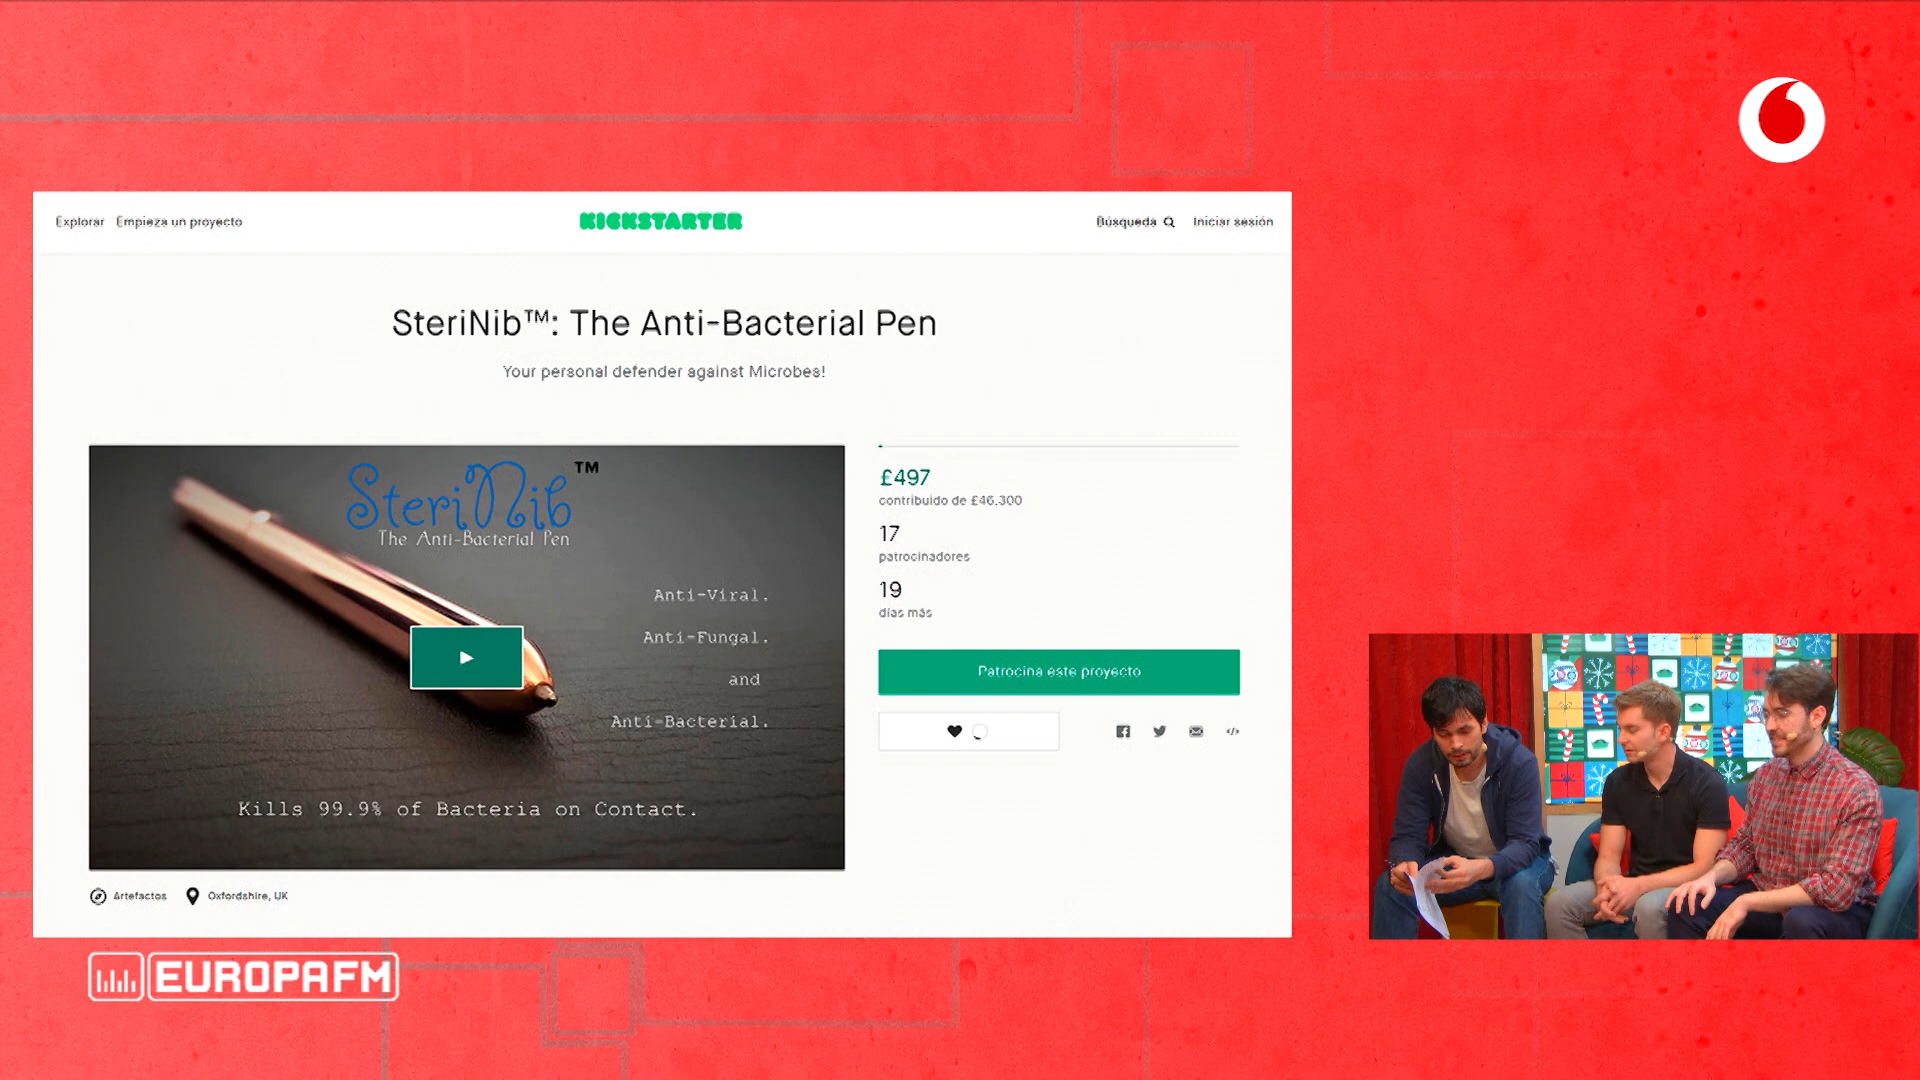 Explorar Empieza un proyecto
KICKSTARTER
Búsqueda Iniciar sesión
SteriNib™: The Anti-Bacterial Pen
Your personal defender against Microbes!
SteriNib™
The Anti-Bacterial Pen
Anti-Viral.
Anti-Fungal.
and
Anti-Bacterial.
Kills 99.9% of Bacteria on Contact.
£497
contribuido de £46.300
17
patrocinadores
19
días más
Patrocina este proyecto
Artefactos Oxfordshire, UK
EUROPAFM